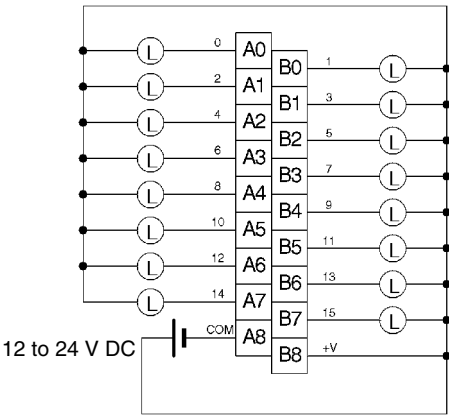 L 0 A0
B0 1 L
L 2 A1
B1 3 L
L 4 A2
B2 5 L
L 6 A3
B3 7 L
L 8 A4
B4 9 L
L 10 A5
B5 11 L
L 12 A6
B6 13 L
L 14 A7
B7 15 L
12 to 24 V DC COM A8
B8 +V